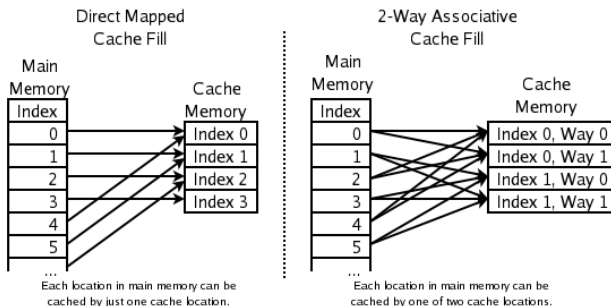 Direct Mapped
Cache Fill
Main
Memory
Index
0
1
2
3
4
5
...
Cache
Memory
Index 0
Index 1
Index 2
Index 3
Each location in main memory can be
cached by just one cache location.
2-Way Associative
Cache Fill
Main
Memory
Index
0
1
2
3
4
5
...
Cache
Memory
Index 0, Way 0
Index 0, Way 1
Index 1, Way 0
Index 1, Way 1
Each location in main memory can be
cached by one of two cache locations.